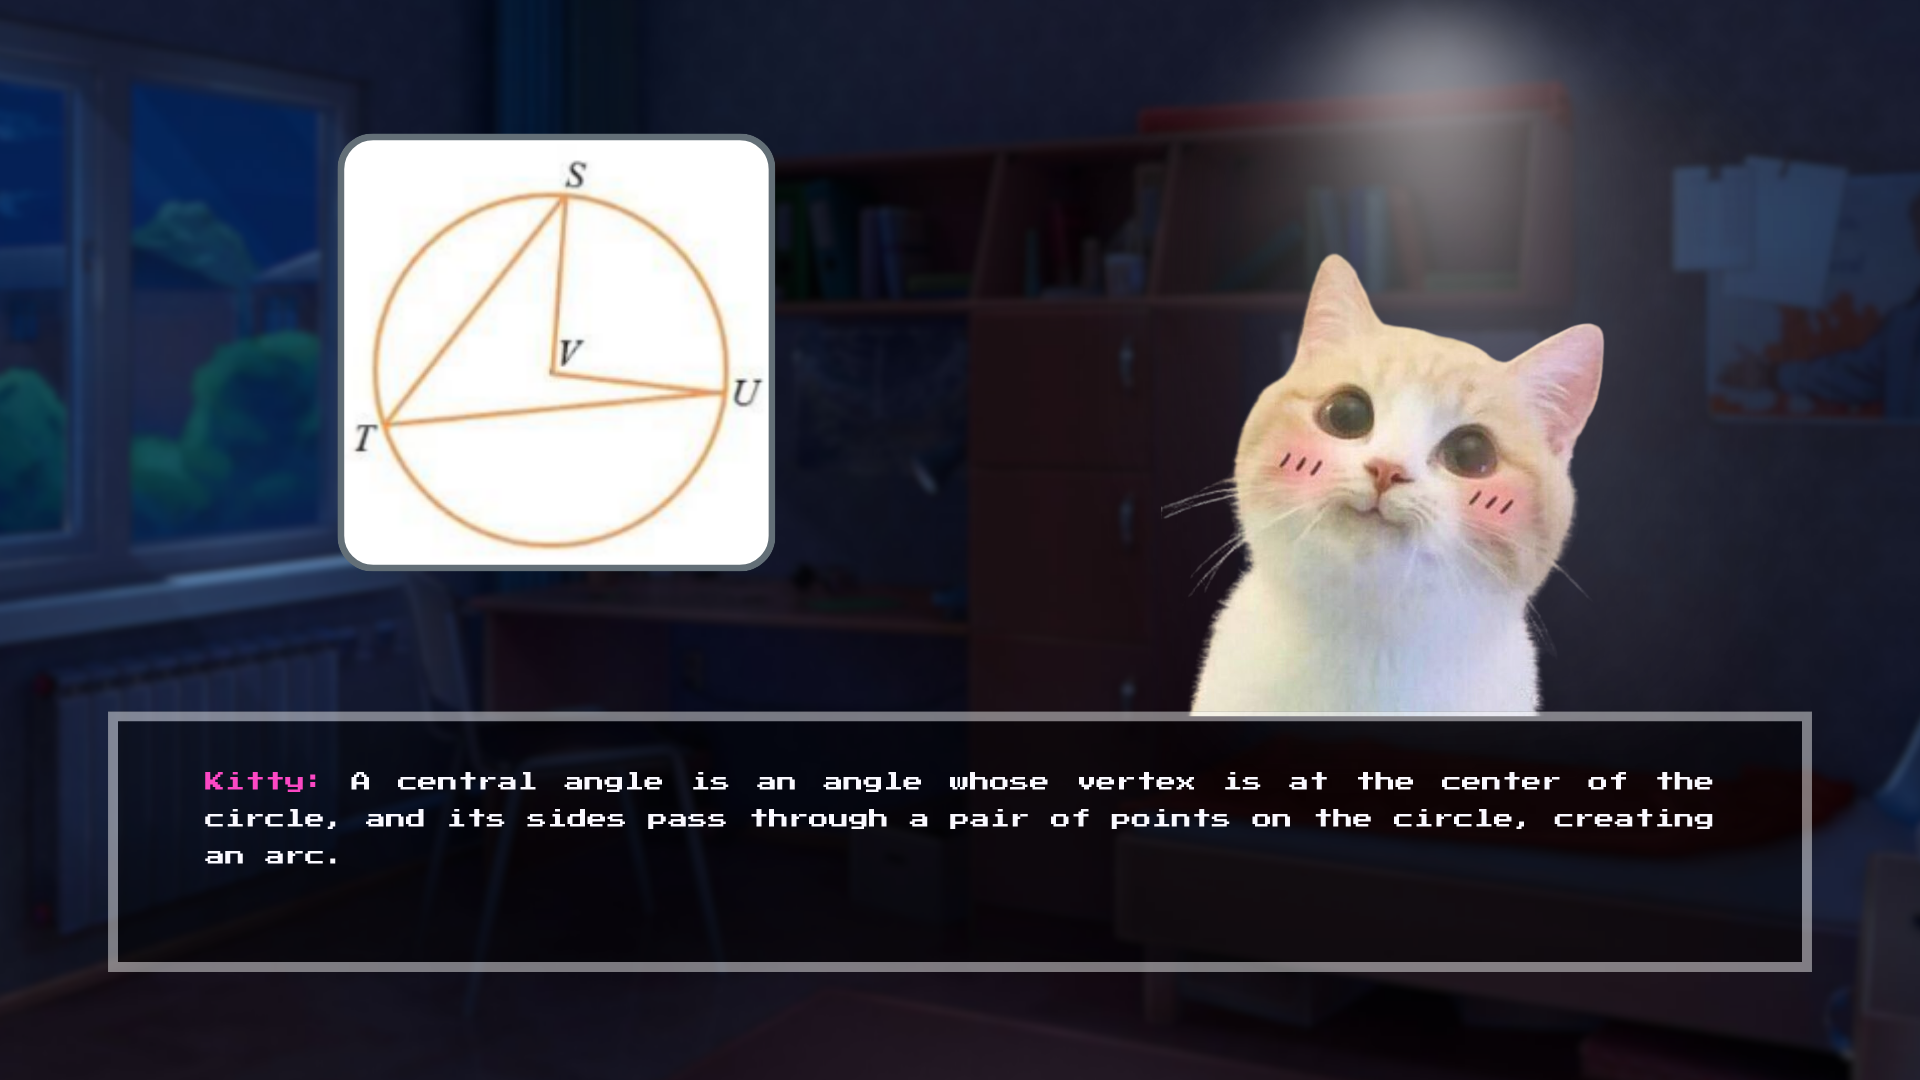 S
V
U
T
Kitty: A central angle is an angle whose vertex is at the center of the
circle, and its sides pass through a pair of points on the circle, creating
an arc.